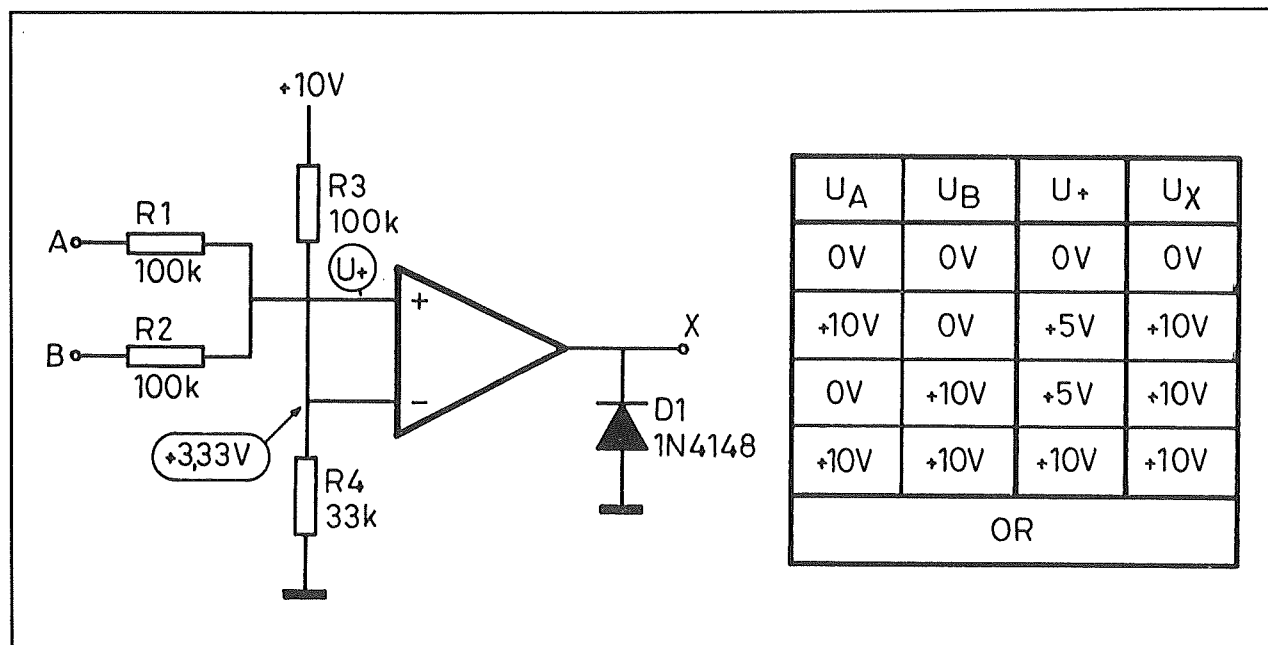 +10V
R3
100k
R1
A
100k
U+
+
R2
B
100k
X
−
D1
1N4148
+3,33V
R4
33k
UA UB U+ UX
0V 0V 0V 0V
+10V 0V +5V +10V
0V +10V +5V +10V
+10V +10V +10V +10V
OR